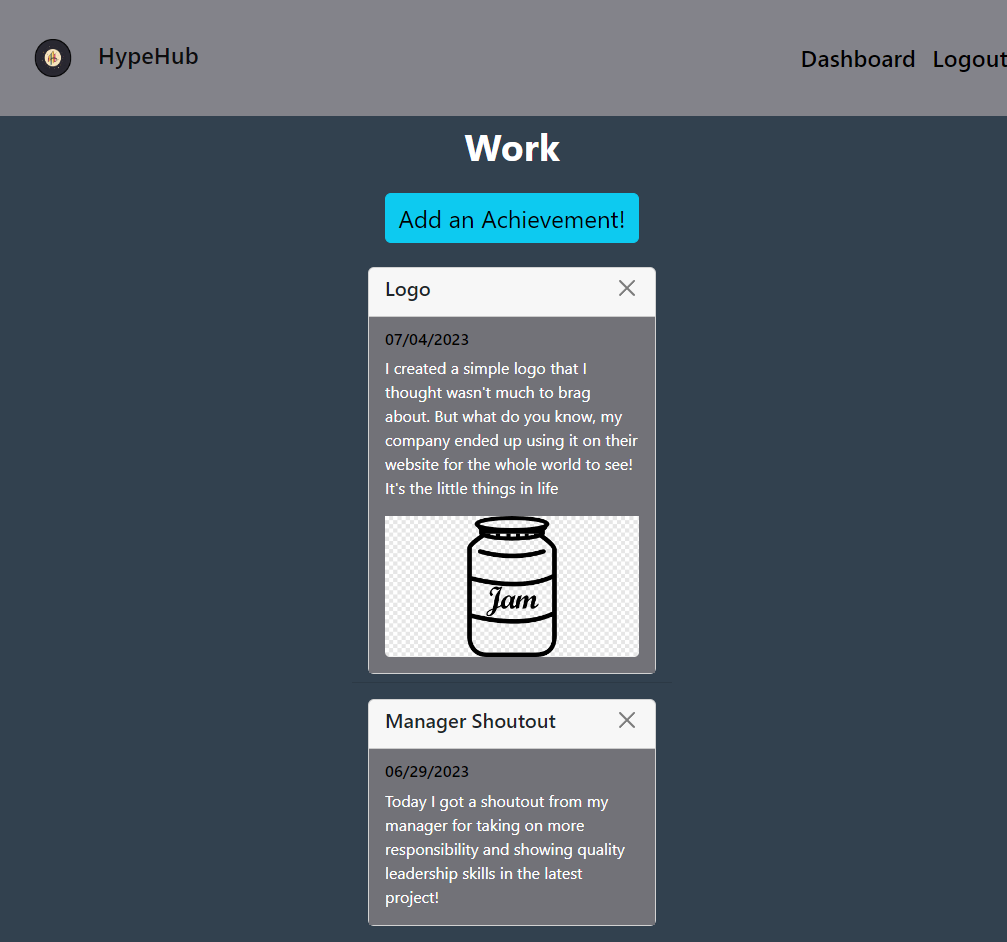 HypeHub
Dashboard Logout
Work
Add an Achievement!
Logo
07/04/2023
I created a simple logo that I
thought wasn't much to brag
about. But what do you know, my
company ended up using it on their
website for the whole world to see!
It's the little things in life
Jam
Manager Shoutout
06/29/2023
Today I got a shoutout from my
manager for taking on more
responsibility and showing quality
leadership skills in the latest
project!